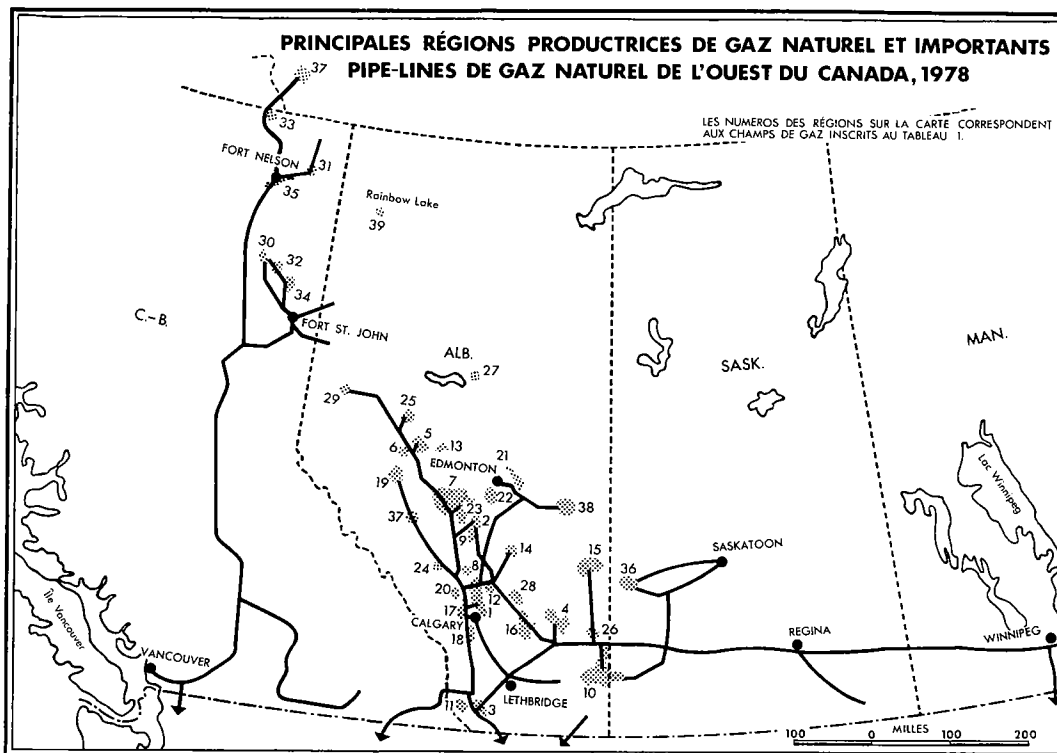 PRINCIPALES RÉGIONS PRODUCTRICES DE GAZ NATUREL ET IMPORTANTS
PIPE-LINES DE GAZ NATUREL DE L'OUEST DU CANADA, 1978
LES NUMEROS DES RÉGIONS SUR LA CARTE CORRESPONDENT
AUX CHAMPS DE GAZ INSCRITS AU TABLEAU 1.
37
33
FORT NELSON
31
35
Rainbow Lake
39
30
32
34
C.-B.
FORT ST. JOHN
ALB.
27
SASK.
MAN.
29
25
5
6
13
EDMONTON
21
19
7
22
38
23
37
2
9
14
24
8
15
36
SASKATOON
20
12
28
17
1
4
CALGARY
18
16
26
REGINA
WINNIPEG
Lac Winnipeg
Île Vancouver
VANCOUVER
10
LETHBRIDGE
11
3
MILLES
100 0 100 200